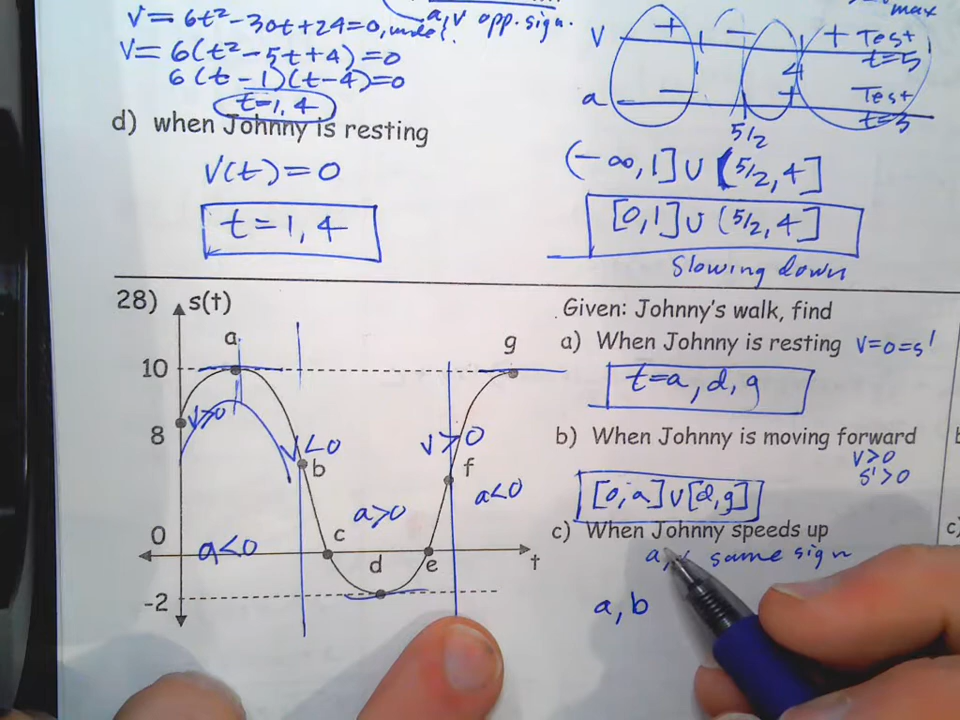 max
V = 6t² - 30t + 24 = 0, undef.
a, v opp. sign.
V = 6(t² - 5t + 4) = 0
6(t - 1)(t - 4) = 0
t = 1, 4
V + - + Test t=5
1 4
a - + Test t=3
5/2
d) when Johnny is resting
V(t) = 0
t = 1, 4
(-∞, 1] ∪ (5/2, 4]
[0, 1] ∪ (5/2, 4]
Slowing down
28) s(t)
a
g
10
8
0
-2
V>0
V<0
V>0
b
f
a<0
a>0
a<0
c
d
e
t
Given: Johnny's walk, find
a) When Johnny is resting V=0=s'
t=a, d, g
b) When Johnny is moving forward
V>0
s'>0
[0, a] ∪ [d, g]
c) When Johnny speeds up
a, v same sign
a, b
c)